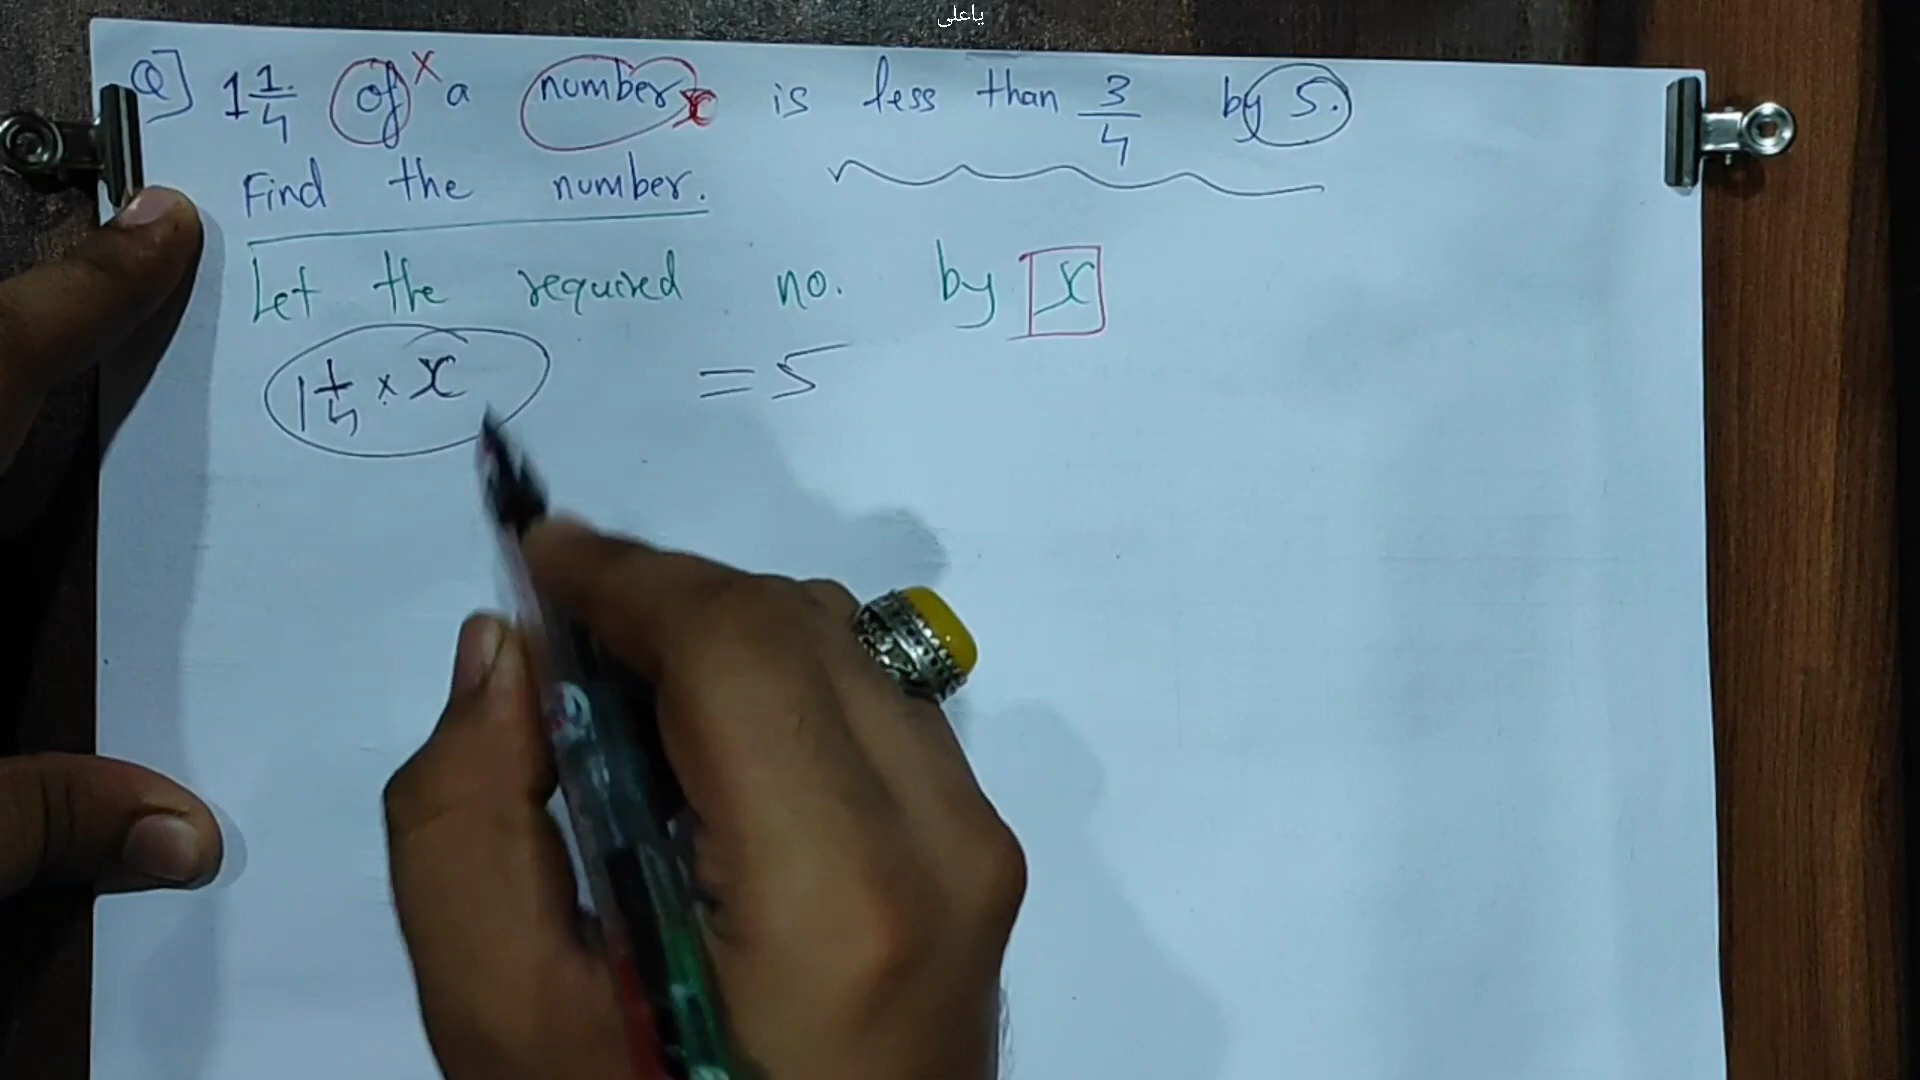 ياعلى
Q] 1 1/4 of x a number x is less than 3/4 by 5.
Find the number.
Let the required no. by x
1 1/4 × x = 5